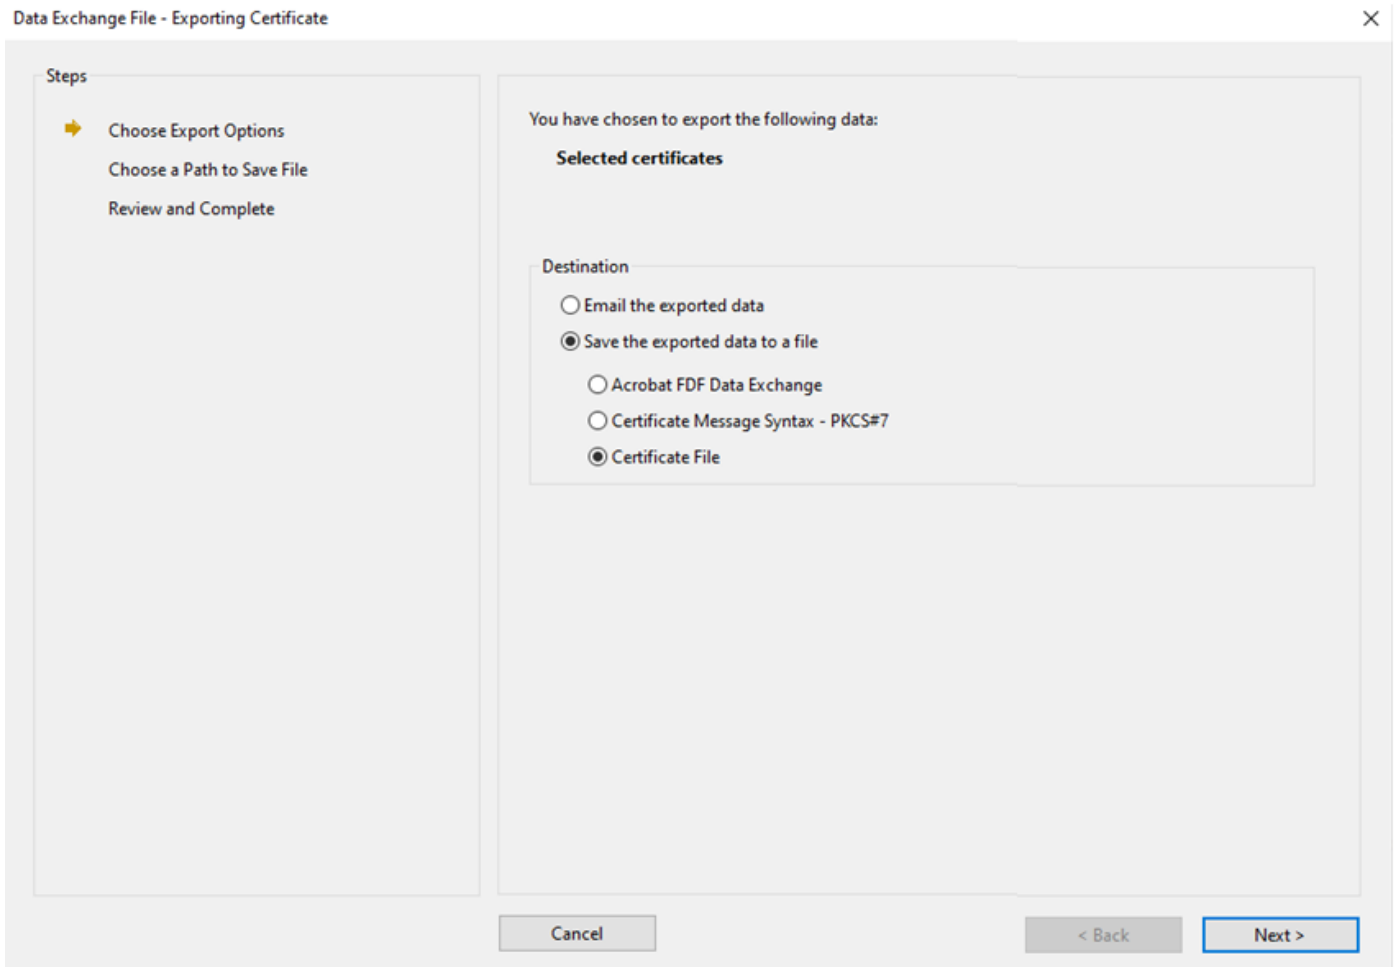 Data Exchange File - Exporting Certificate
Steps
Choose Export Options
Choose a Path to Save File
Review and Complete
You have chosen to export the following data:
Selected certificates
Destination
Email the exported data
Save the exported data to a file
Acrobat FDF Data Exchange
Certificate Message Syntax - PKCS#7
Certificate File
Cancel
< Back
Next >